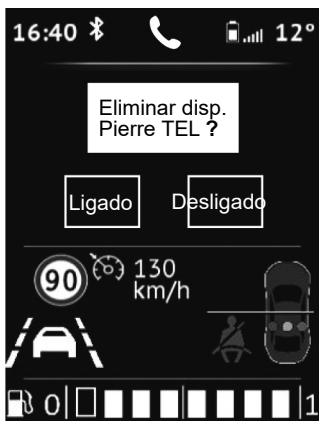 16:40 12°
Eliminar disp.
Pierre TEL ?
Ligado Desligado
90 130
km/h
0 1